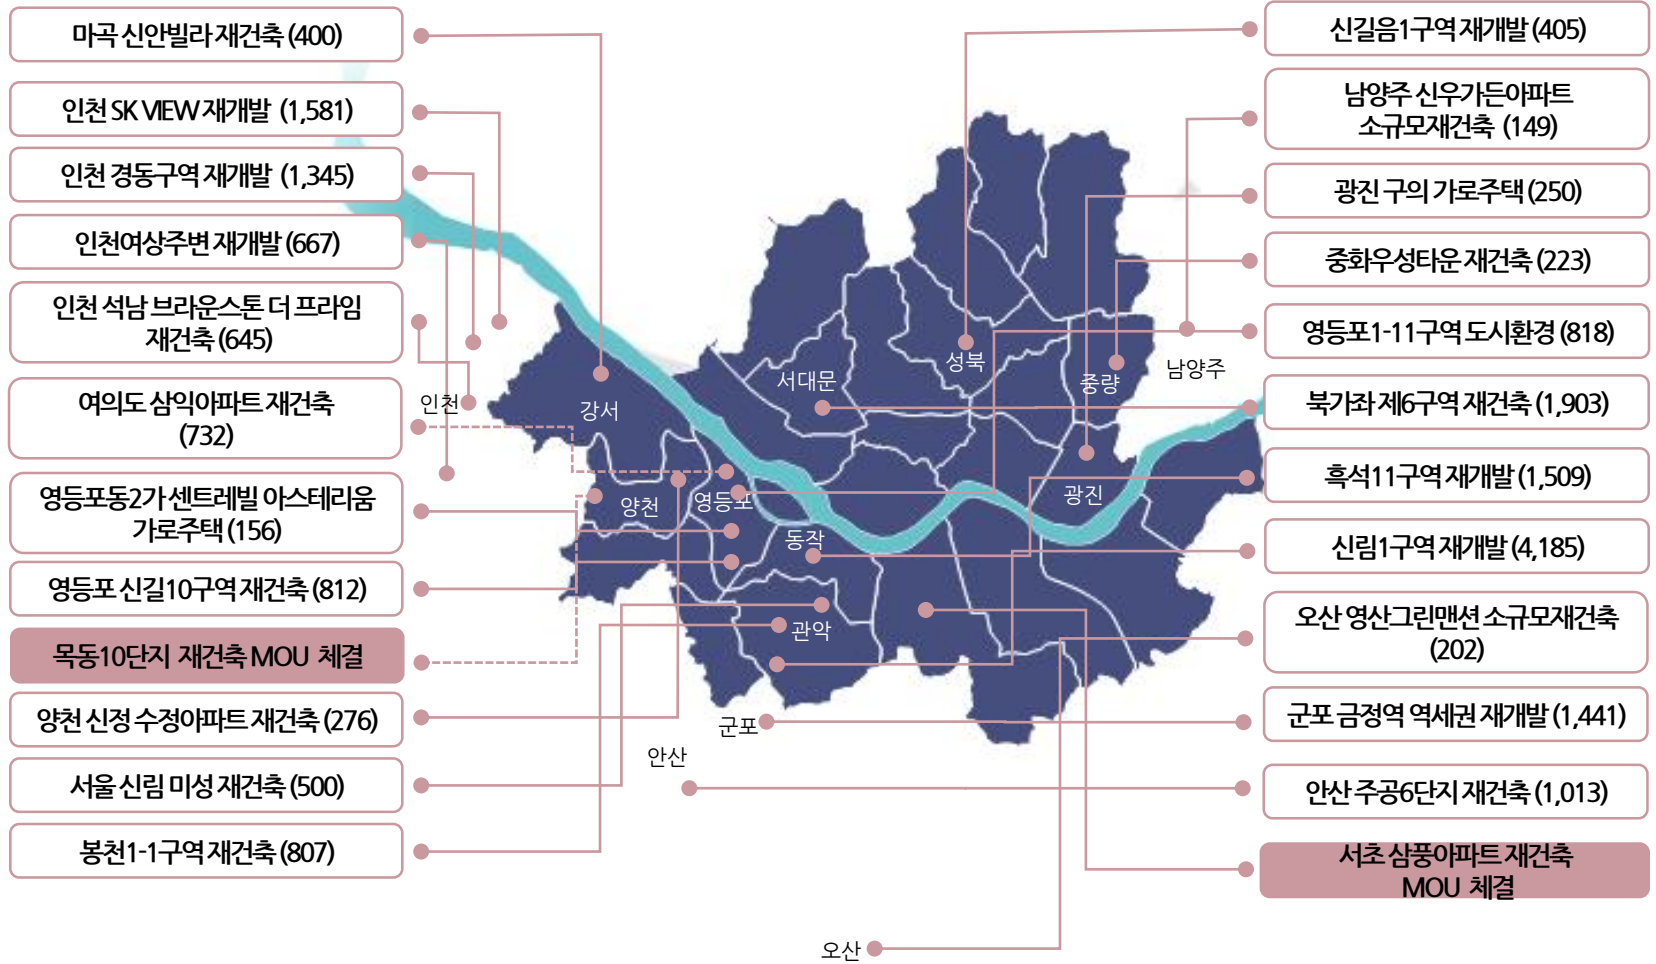 마곡 신안빌라 재건축 (400)
인천 SK VIEW 재개발 (1,581)
인천 경동구역 재개발 (1,345)
인천여상주변 재개발 (667)
인천 석남 브라운스톤 더 프라임
재건축 (645)
여의도 삼익아파트 재건축
(732)
영등포동2가 센트레빌 아스테리움
가로주택 (156)
영등포 신길10구역 재건축 (812)
목동10단지 재건축 MOU 체결
양천 신정 수정아파트 재건축 (276)
서울 신림 미성 재건축 (500)
봉천1-1구역 재건축 (807)
인천
강서
서대문
성북
중량
남양주
양천
영등포
광진
동작
관악
군포
안산
오산
신길음1구역 재개발 (405)
남양주 신우가든아파트
소규모재건축 (149)
광진 구의 가로주택 (250)
중화우성타운 재건축 (223)
영등포1-11구역 도시환경 (818)
북가좌 제6구역 재건축 (1,903)
흑석11구역 재개발 (1,509)
신림1구역 재개발 (4,185)
오산 영산그린맨션 소규모재건축
(202)
군포 금정역 역세권 재개발 (1,441)
안산 주공6단지 재건축 (1,013)
서초 삼풍아파트 재건축
MOU 체결